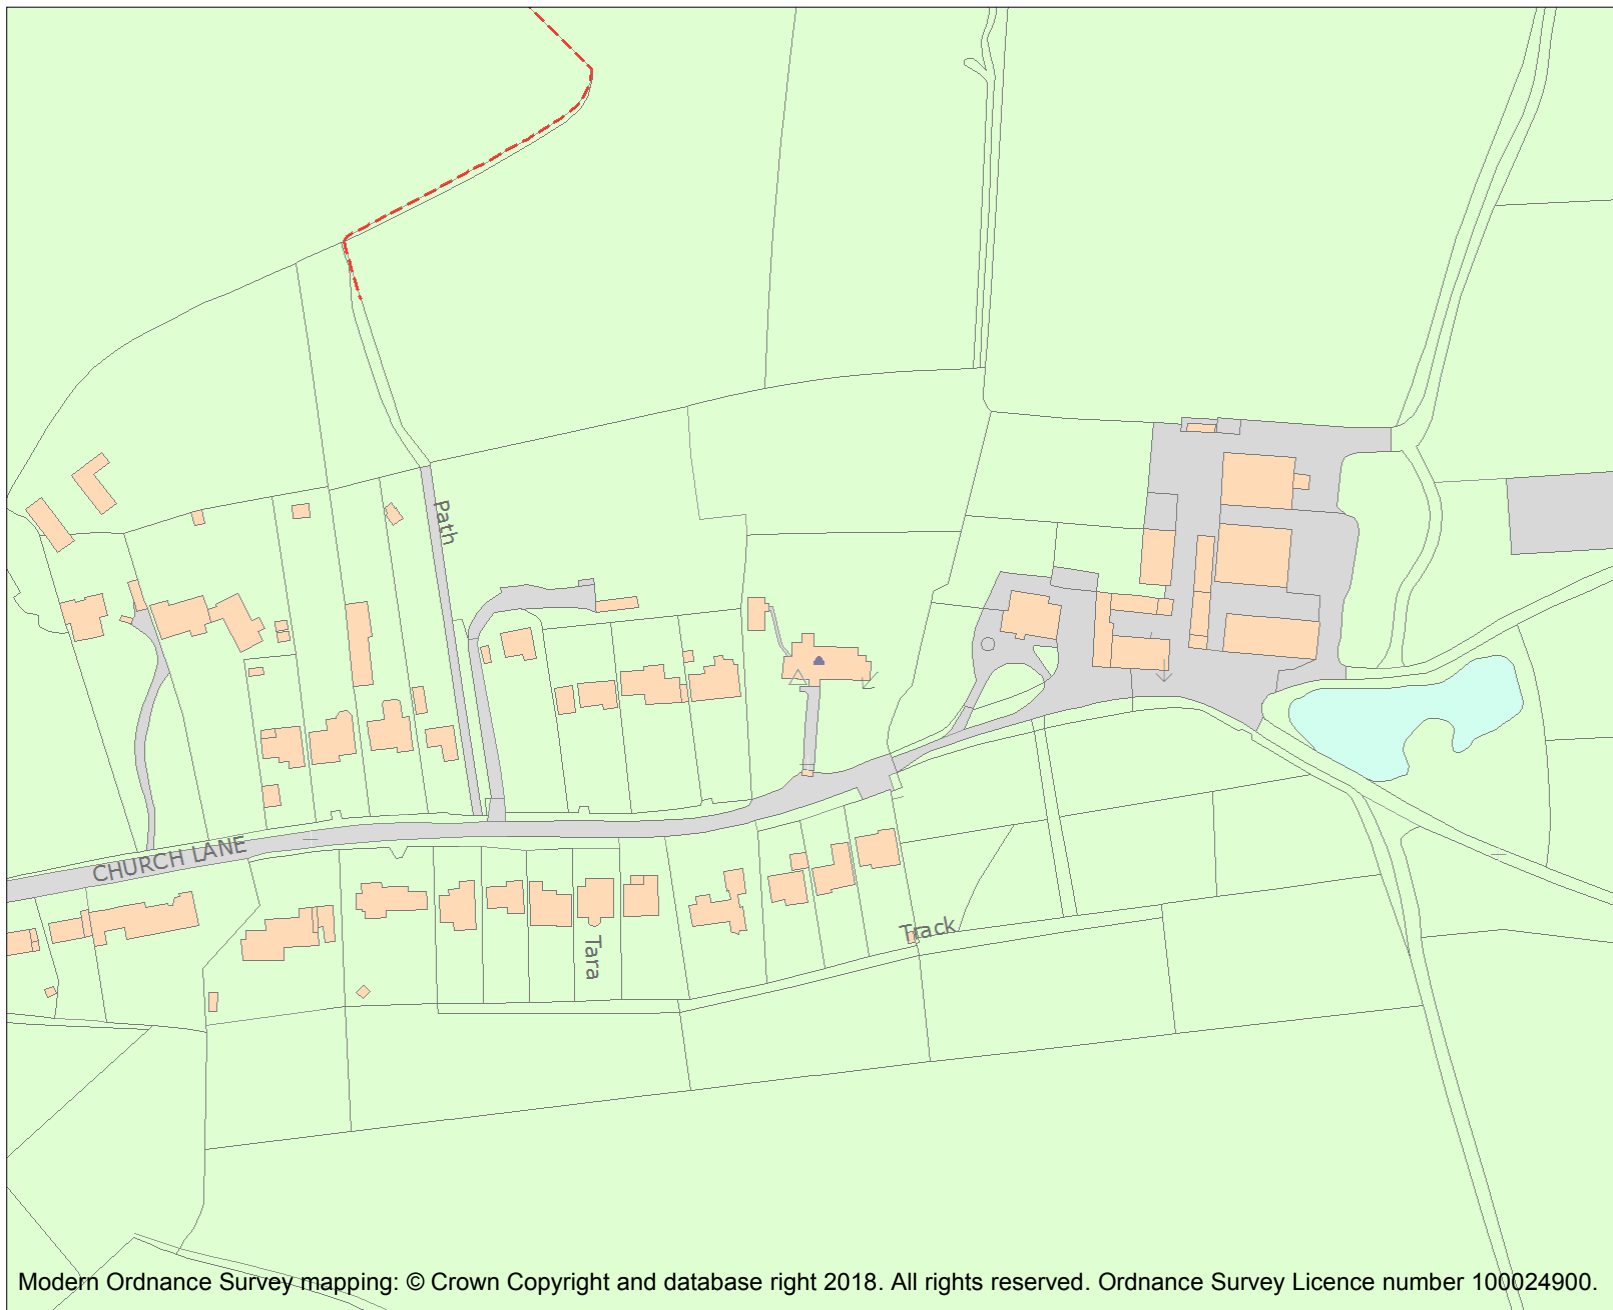 Path
CHURCH LANE
Track
Tara
Modern Ordnance Survey mapping: © Crown Copyright and database right 2018. All rights reserved. Ordnance Survey Licence number 100024900.